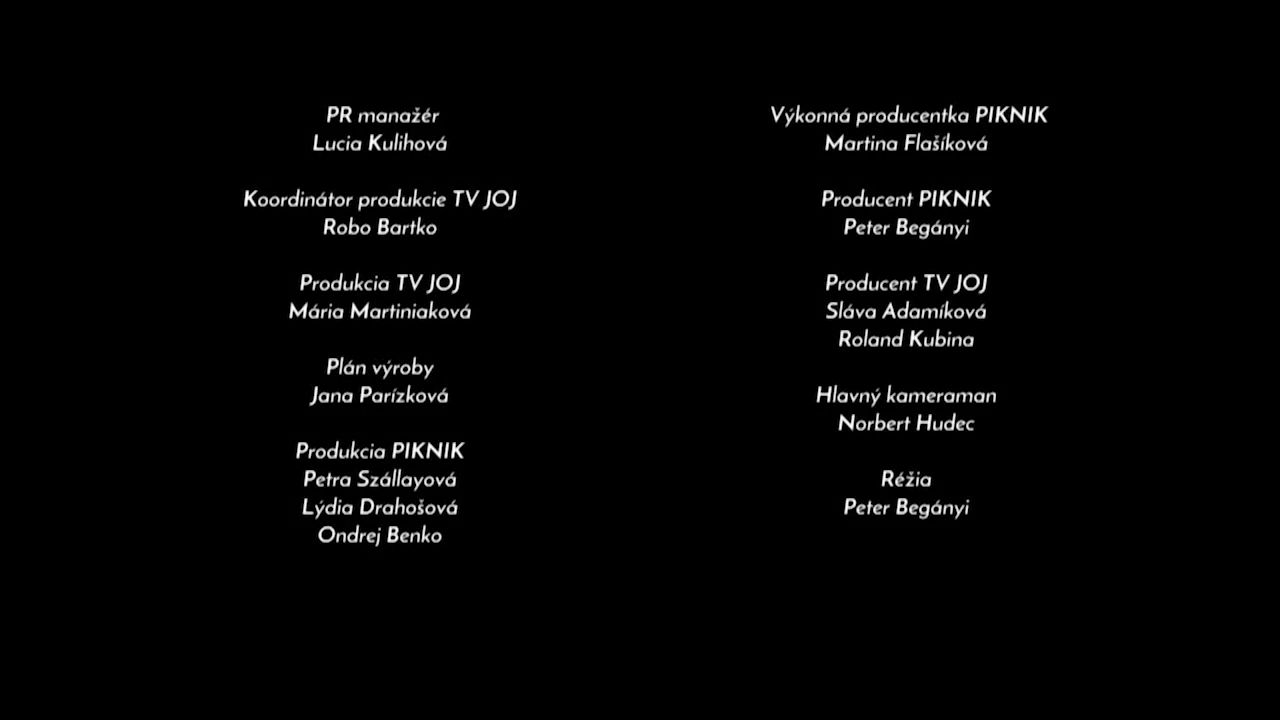 PR manažér
Lucia Kulihová
Koordinátor produkcie TV JOJ
Robo Bartko
Produkcia TV JOJ
Mária Martiniaková
Plán výroby
Jana Parízková
Produkcia PIKNIK
Petra Szállayová
Lýdia Drahošová
Ondrej Benko
Výkonná producentka PIKNIK
Martina Flašíková
Producent PIKNIK
Peter Begányi
Producent TV JOJ
Sláva Adamíková
Roland Kubina
Hlavný kameraman
Norbert Hudec
Réžia
Peter Begányi